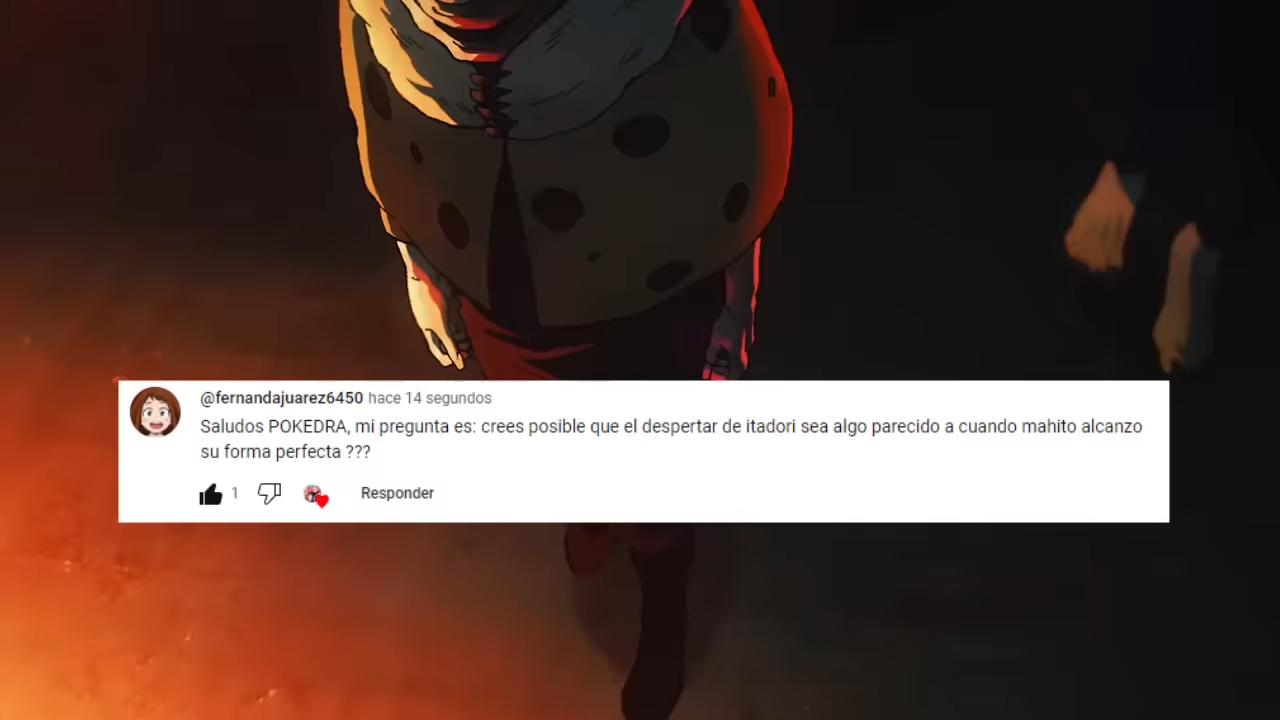 @fernandajuarez6450 hace 14 segundos
Saludos POKEDRA, mi pregunta es: crees posible que el despertar de itadori sea algo parecido a cuando mahito alcanzo
su forma perfecta ???
1 Responder